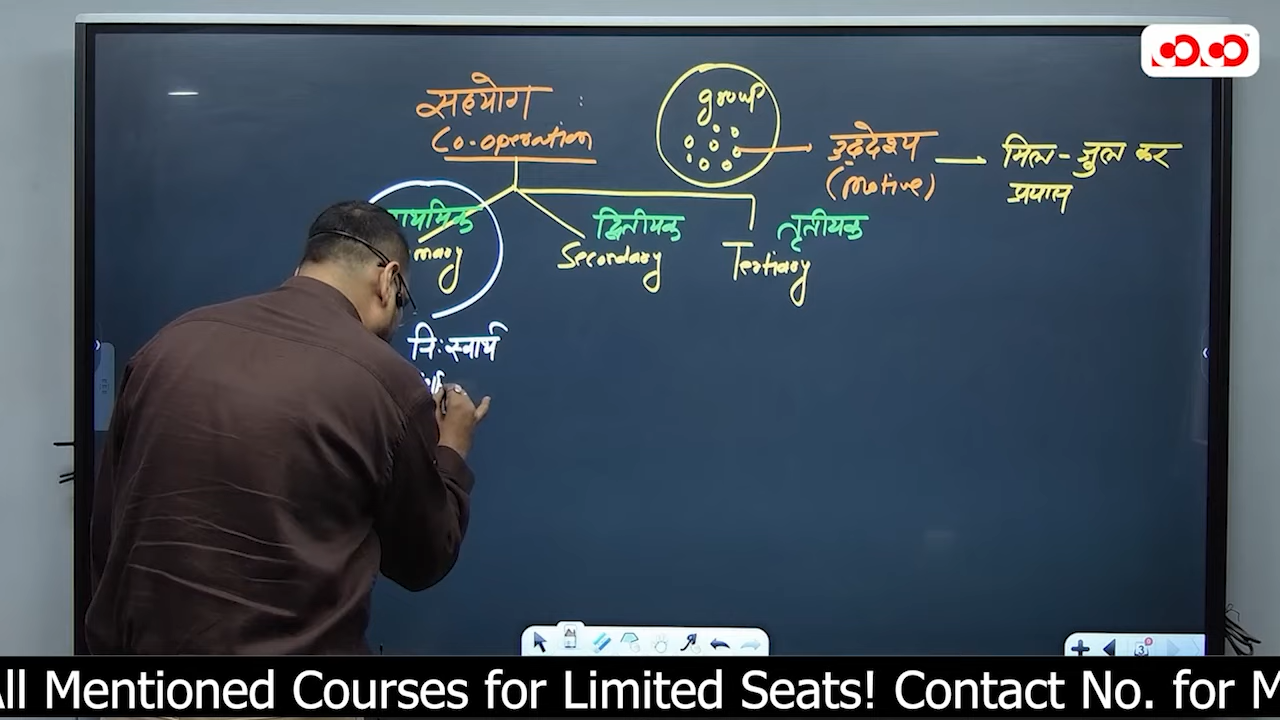 सहयोग
Co-operation
group
उद्देश्य
(Motive)
मिल-जुल कर
प्रयास
द्वितीयक
Secondary
तृतीयक
Tertiary
नि:स्वार्थ
All Mentioned Courses for Limited Seats! Contact No. for M